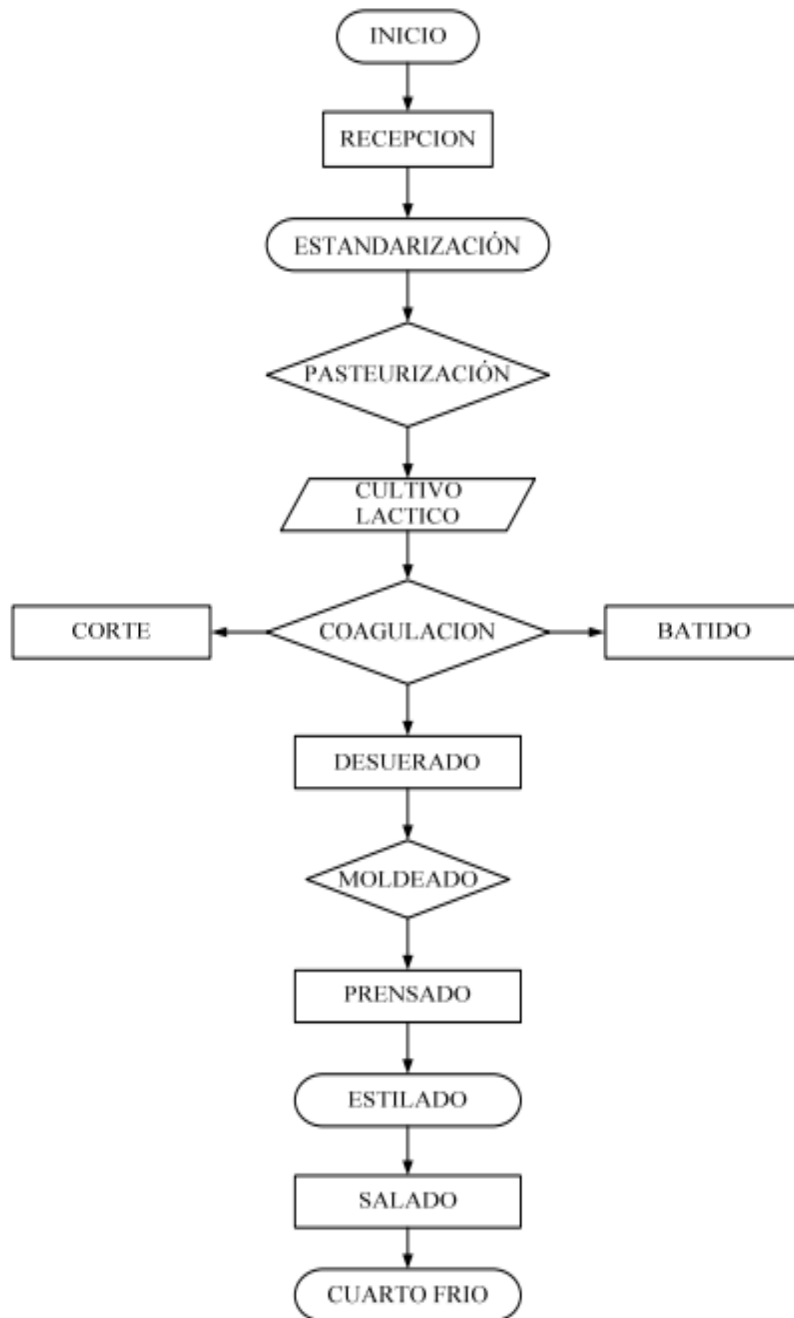 INICIO
RECEPCION
ESTANDARIZACIÓN
PASTEURIZACIÓN
CULTIVO
LACTICO
CORTE
COAGULACION
BATIDO
DESUERADO
MOLDEADO
PRENSADO
ESTILADO
SALADO
CUARTO FRIO